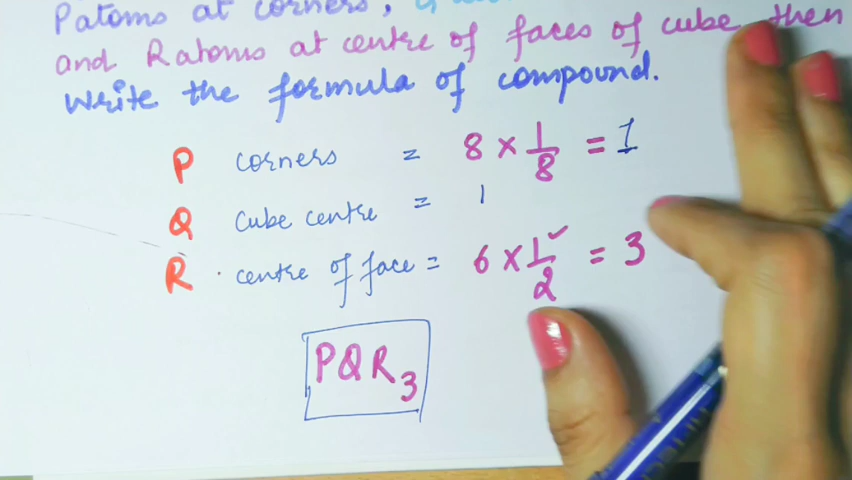 P atoms at corners,
and R atoms at centre of faces of cube then
write the formula of compound.
P corners = 8 × 1/8 = 1
Q cube centre = 1
R centre of face = 6 × 1/2 = 3
PQR₃